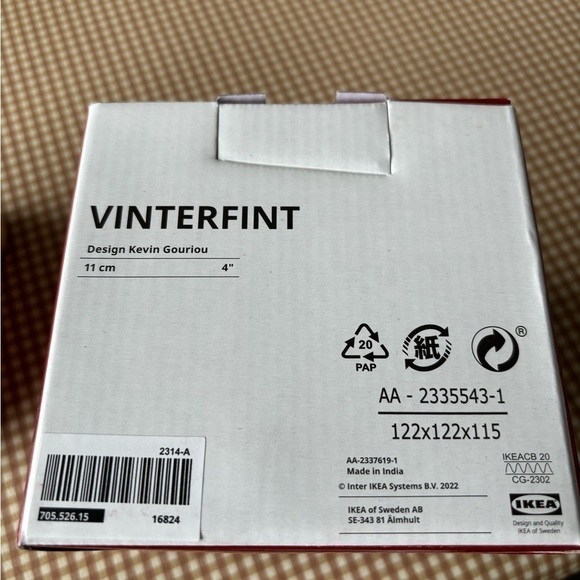 VINTERFINT
Design Kevin Gouriou
11 cm 4"
20
PAP
紙
®
AA - 2335543-1
122x122x115
2314-A
705.526.15 16824
AA-2337619-1
Made in India
© Inter IKEA Systems B.V. 2022
IKEA of Sweden AB
SE-343 81 Älmhult
IKEACB 20
CG-2302
IKEA
Design and Quality
IKEA of Sweden